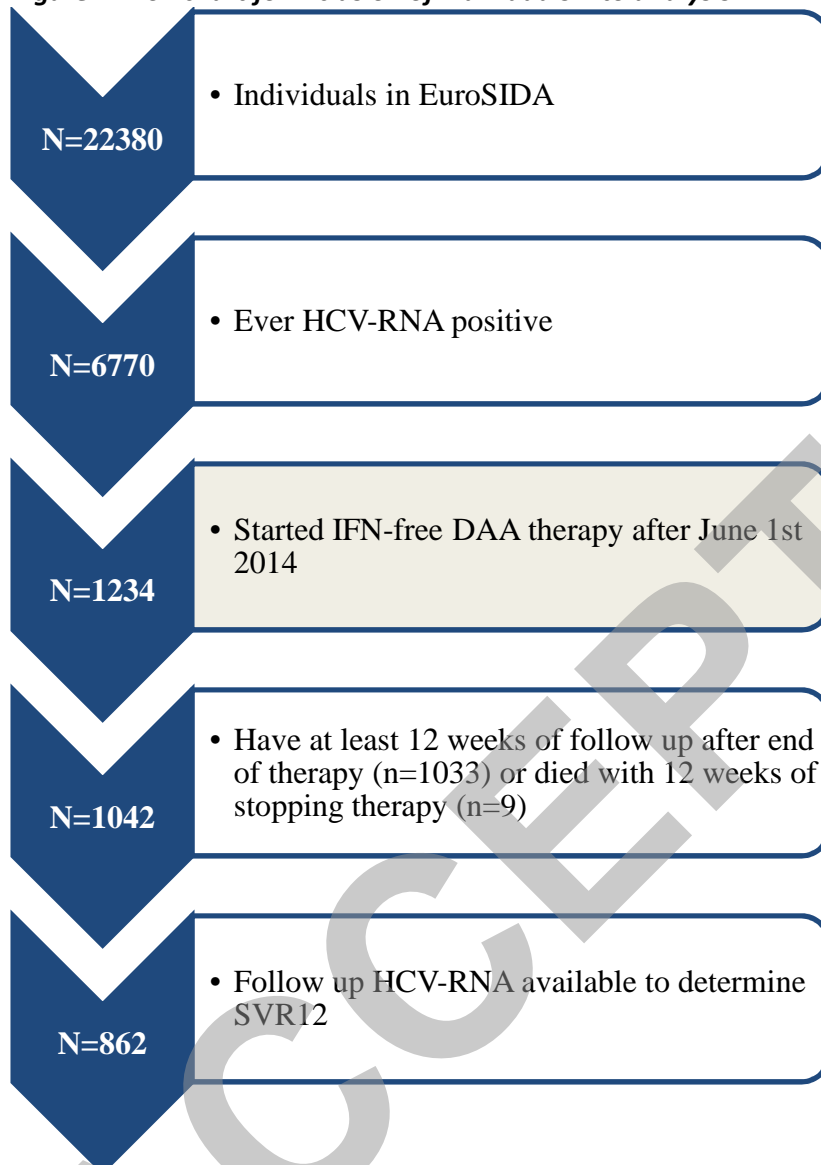 N=22380
• Individuals in EuroSIDA
N=6770
• Ever HCV-RNA positive
N=1234
• Started IFN-free DAA therapy after June 1st
2014
N=1042
• Have at least 12 weeks of follow up after end
of therapy (n=1033) or died with 12 weeks of
stopping therapy (n=9)
N=862
• Follow up HCV-RNA available to determine
SVR12
CCEPT